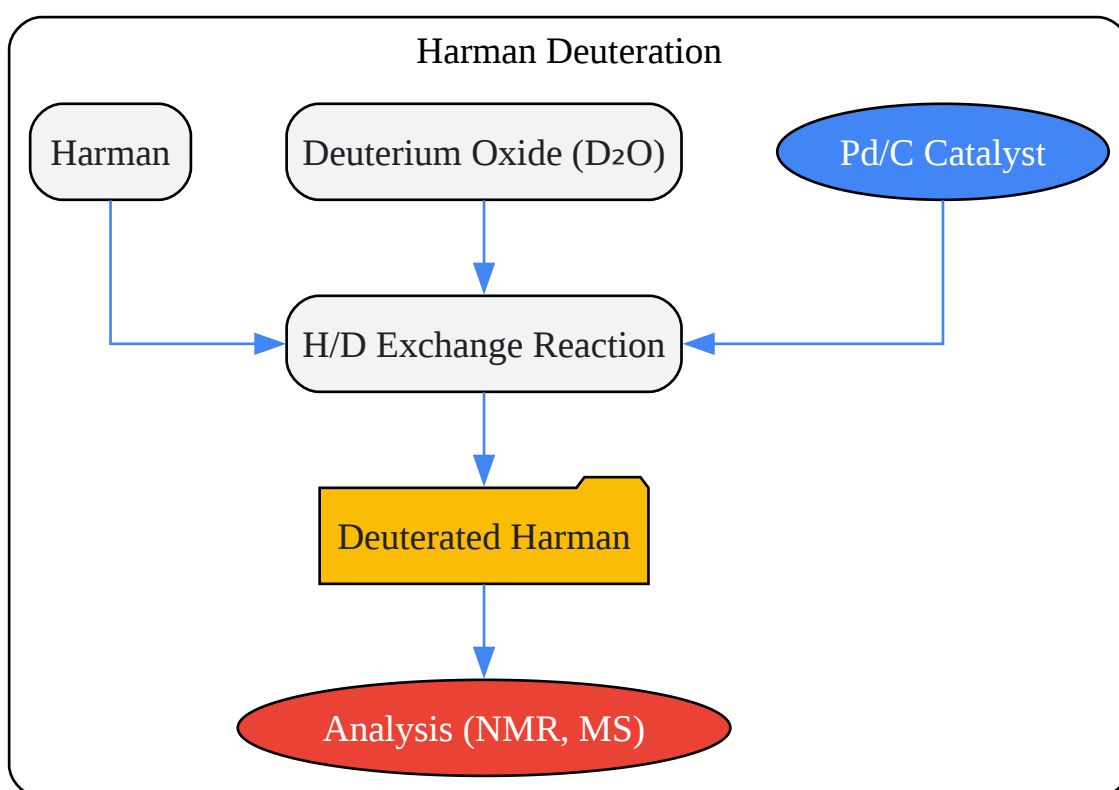 Harman Deuteration
Harman
Deuterium Oxide (D₂O)
Pd/C Catalyst
H/D Exchange Reaction
Deuterated Harman
Analysis (NMR, MS)